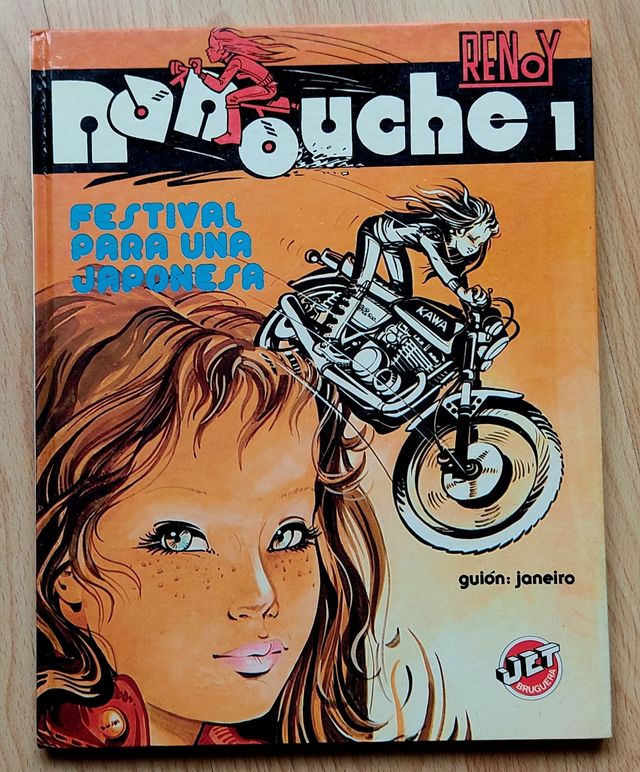 RENOY
nanouche 1
FESTIVAL
PARA UNA
JAPONESA
KAWA
guión: janeiro
JET
BRUGUERA